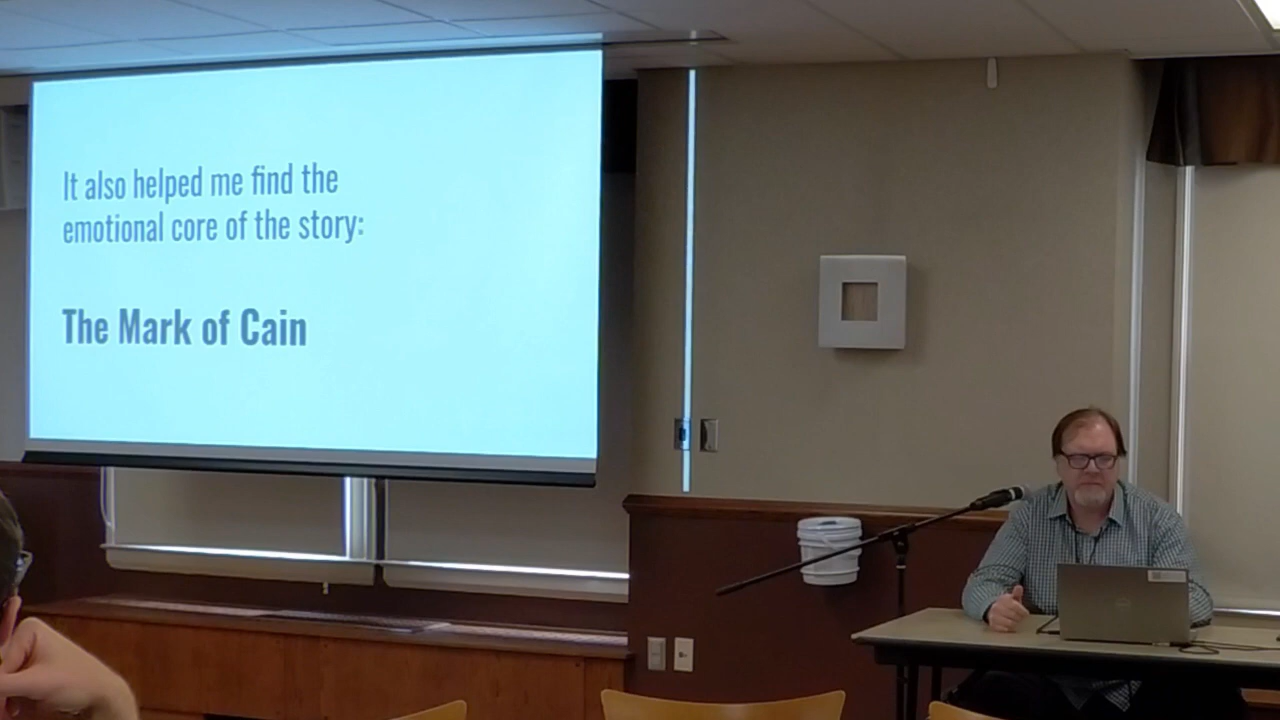 It also helped me find the
emotional core of the story:
The Mark of Cain